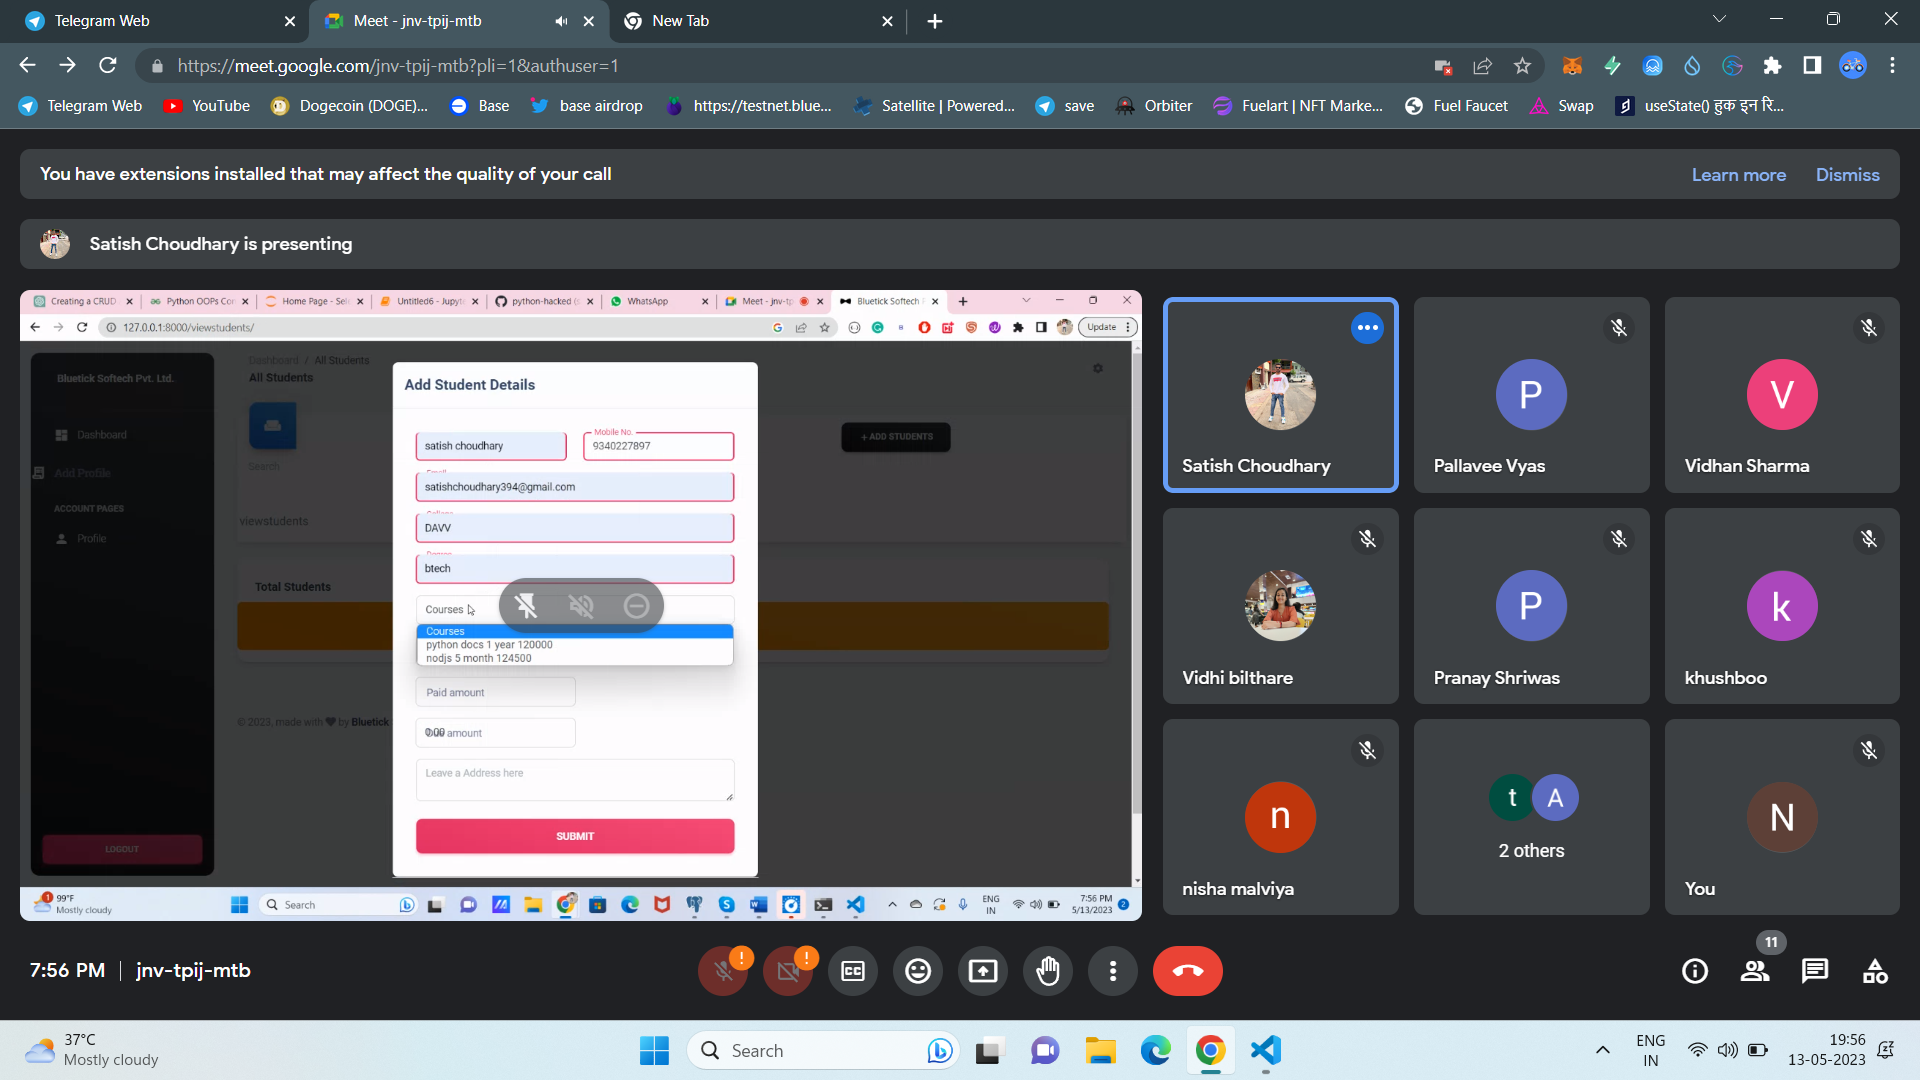 Telegram Web
Meet - jnv-tpij-mtb
New Tab
https://meet.google.com/jnv-tpij-mtb?pli=1&authuser=1
Telegram Web
YouTube
Dogecoin (DOGE)...
Base
base airdrop
https://testnet.blue...
Satellite | Powered...
save
Orbiter
Fuelart | NFT Marke...
Fuel Faucet
Swap
useState() हुक इन रि...
You have extensions installed that may affect the quality of your call
Learn more
Dismiss
Satish Choudhary is presenting
Creating a CRUD
Python OOPs Con
Home Page - Sele
Untitled6 - Jupyte
python-hacked (s
WhatsApp
Meet - jnv-tp
Bluetick Softech P
127.0.0.1:8000/viewstudents/
Update
Bluetick Softech Pvt. Ltd.
Dashboard
Add Profile
ACCOUNT PAGES
Profile
LOGOUT
Dashboard / All Students
All Students
Search
+ ADD STUDENTS
viewstudents
Total Students
© 2023, made with by Bluetick
Add Student Details
satish choudhary
Mobile No.
9340227897
satishchoudhary394@gmail.com
DAVV
btech
Courses
Courses
python docs 1 year 120000
nodjs 5 month 124500
Paid amount
0.00
Due amount
Leave a Address here
SUBMIT
1
99°F
Mostly cloudy
Search
ENG
IN
7:56 PM
5/13/2023
2
Satish Choudhary
P
Pallavee Vyas
V
Vidhan Sharma
Vidhi bilthare
P
Pranay Shriwas
k
khushboo
n
nisha malviya
t
A
2 others
N
You
7:56 PM | jnv-tpij-mtb
!
!
CC
11
37°C
Mostly cloudy
Search
ENG
IN
19:56
13-05-2023